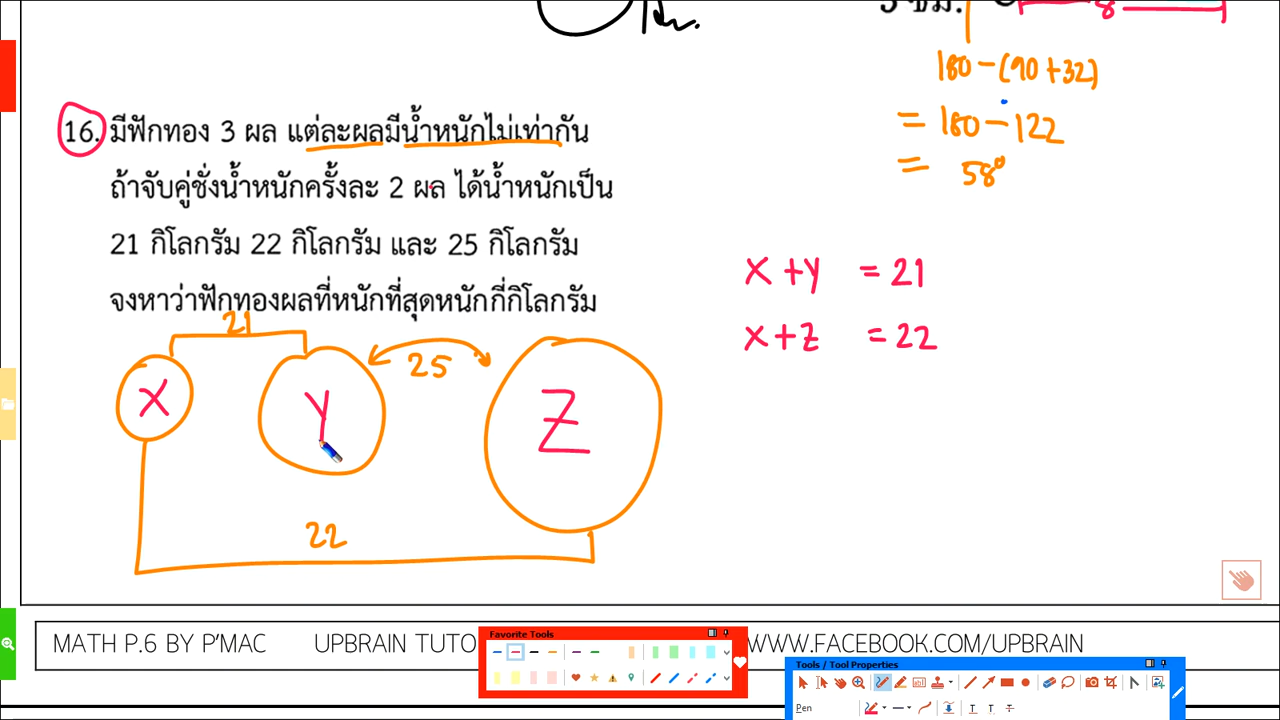 180 - (90 + 32)
= 180 - 122
= 58°
16. มีฟักทอง 3 ผล แต่ละผลมีน้ำหนักไม่เท่ากัน
ถ้าจับคู่ชั่งน้ำหนักครั้งละ 2 ผล ได้น้ำหนักเป็น
21 กิโลกรัม 22 กิโลกรัม และ 25 กิโลกรัม
จงหาว่าฟักทองผลที่หนักที่สุดหนักกี่กิโลกรัม
x + y = 21
x + z = 22
21
25
X
Y
Z
22
MATH P.6 BY P'MAC UPBRAIN TUTO WWW.FACEBOOK.COM/UPBRAIN
Favorite Tools
Tools / Tool Properties
Pen